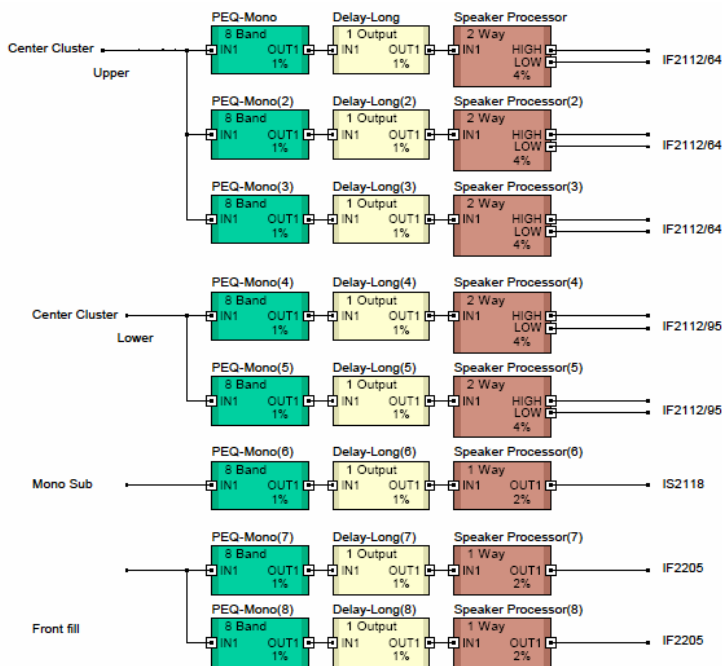 PEQ-Mono Delay-Long Speaker Processor
8 Band 1 Output 2 Way
Center Cluster IN1 OUT1 IN1 OUT1 IN1 HIGH
1% 1% LOW IF2112/64
Upper 4%
PEQ-Mono(2) Delay-Long(2) Speaker Processor(2)
8 Band 1 Output 2 Way
IN1 OUT1 IN1 OUT1 IN1 HIGH
1% 1% LOW IF2112/64
4%
PEQ-Mono(3) Delay-Long(3) Speaker Processor(3)
8 Band 1 Output 2 Way
IN1 OUT1 IN1 OUT1 IN1 HIGH
1% 1% LOW IF2112/64
4%
PEQ-Mono(4) Delay-Long(4) Speaker Processor(4)
8 Band 1 Output 2 Way
Center Cluster IN1 OUT1 IN1 OUT1 IN1 HIGH
1% 1% LOW IF2112/95
Lower 4%
PEQ-Mono(5) Delay-Long(5) Speaker Processor(5)
8 Band 1 Output 2 Way
IN1 OUT1 IN1 OUT1 IN1 HIGH
1% 1% LOW IF2112/95
4%
PEQ-Mono(6) Delay-Long(6) Speaker Processor(6)
8 Band 1 Output 1 Way
Mono Sub IN1 OUT1 IN1 OUT1 IN1 OUT1 IS2118
1% 1% 2%
PEQ-Mono(7) Delay-Long(7) Speaker Processor(7)
8 Band 1 Output 1 Way
IN1 OUT1 IN1 OUT1 IN1 OUT1 IF2205
1% 1% 2%
PEQ-Mono(8) Delay-Long(8) Speaker Processor(8)
Front fill 8 Band 1 Output 1 Way
IN1 OUT1 IN1 OUT1 IN1 OUT1 IF2205
1% 1% 2%